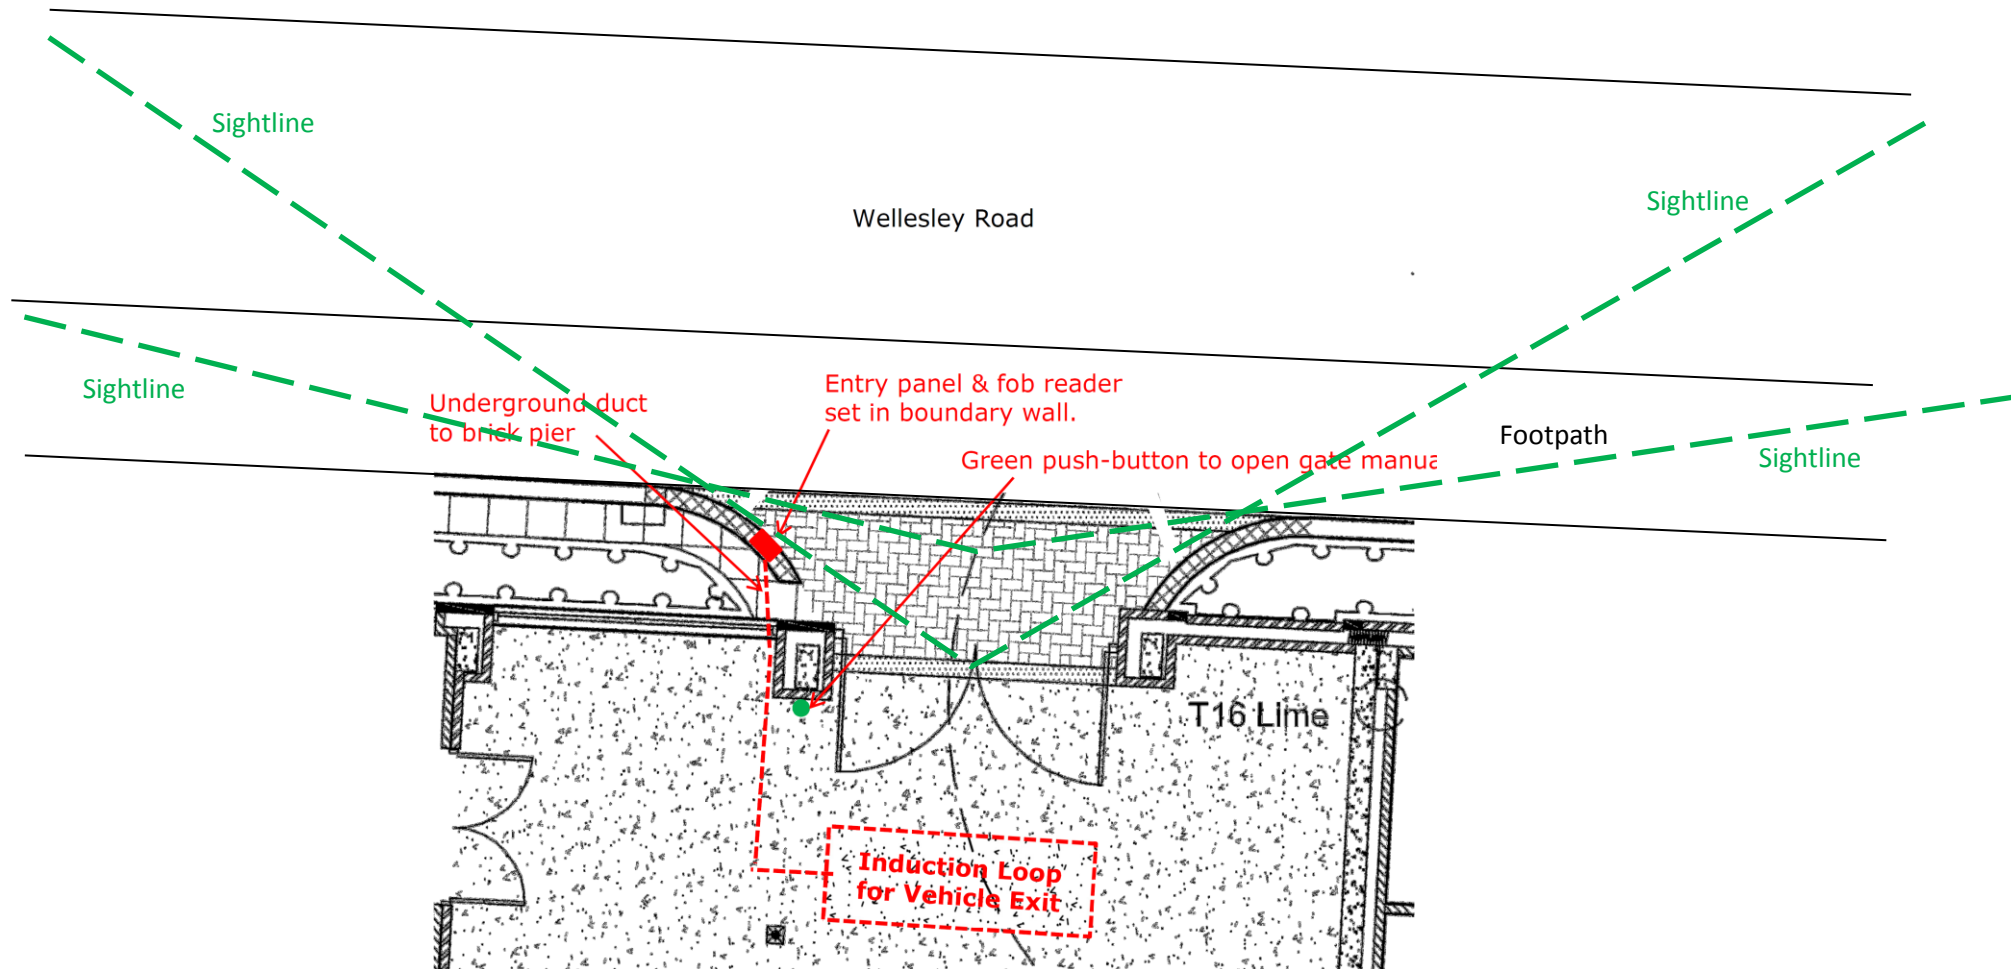 Sightline
Sightline
Wellesley Road
Sightline
Underground duct
to brick pier
Entry panel & fob reader
set in boundary wall.
Footpath
Green push-button to open gate manua
Sightline
T16 Lime
Induction Loop
for Vehicle Exit